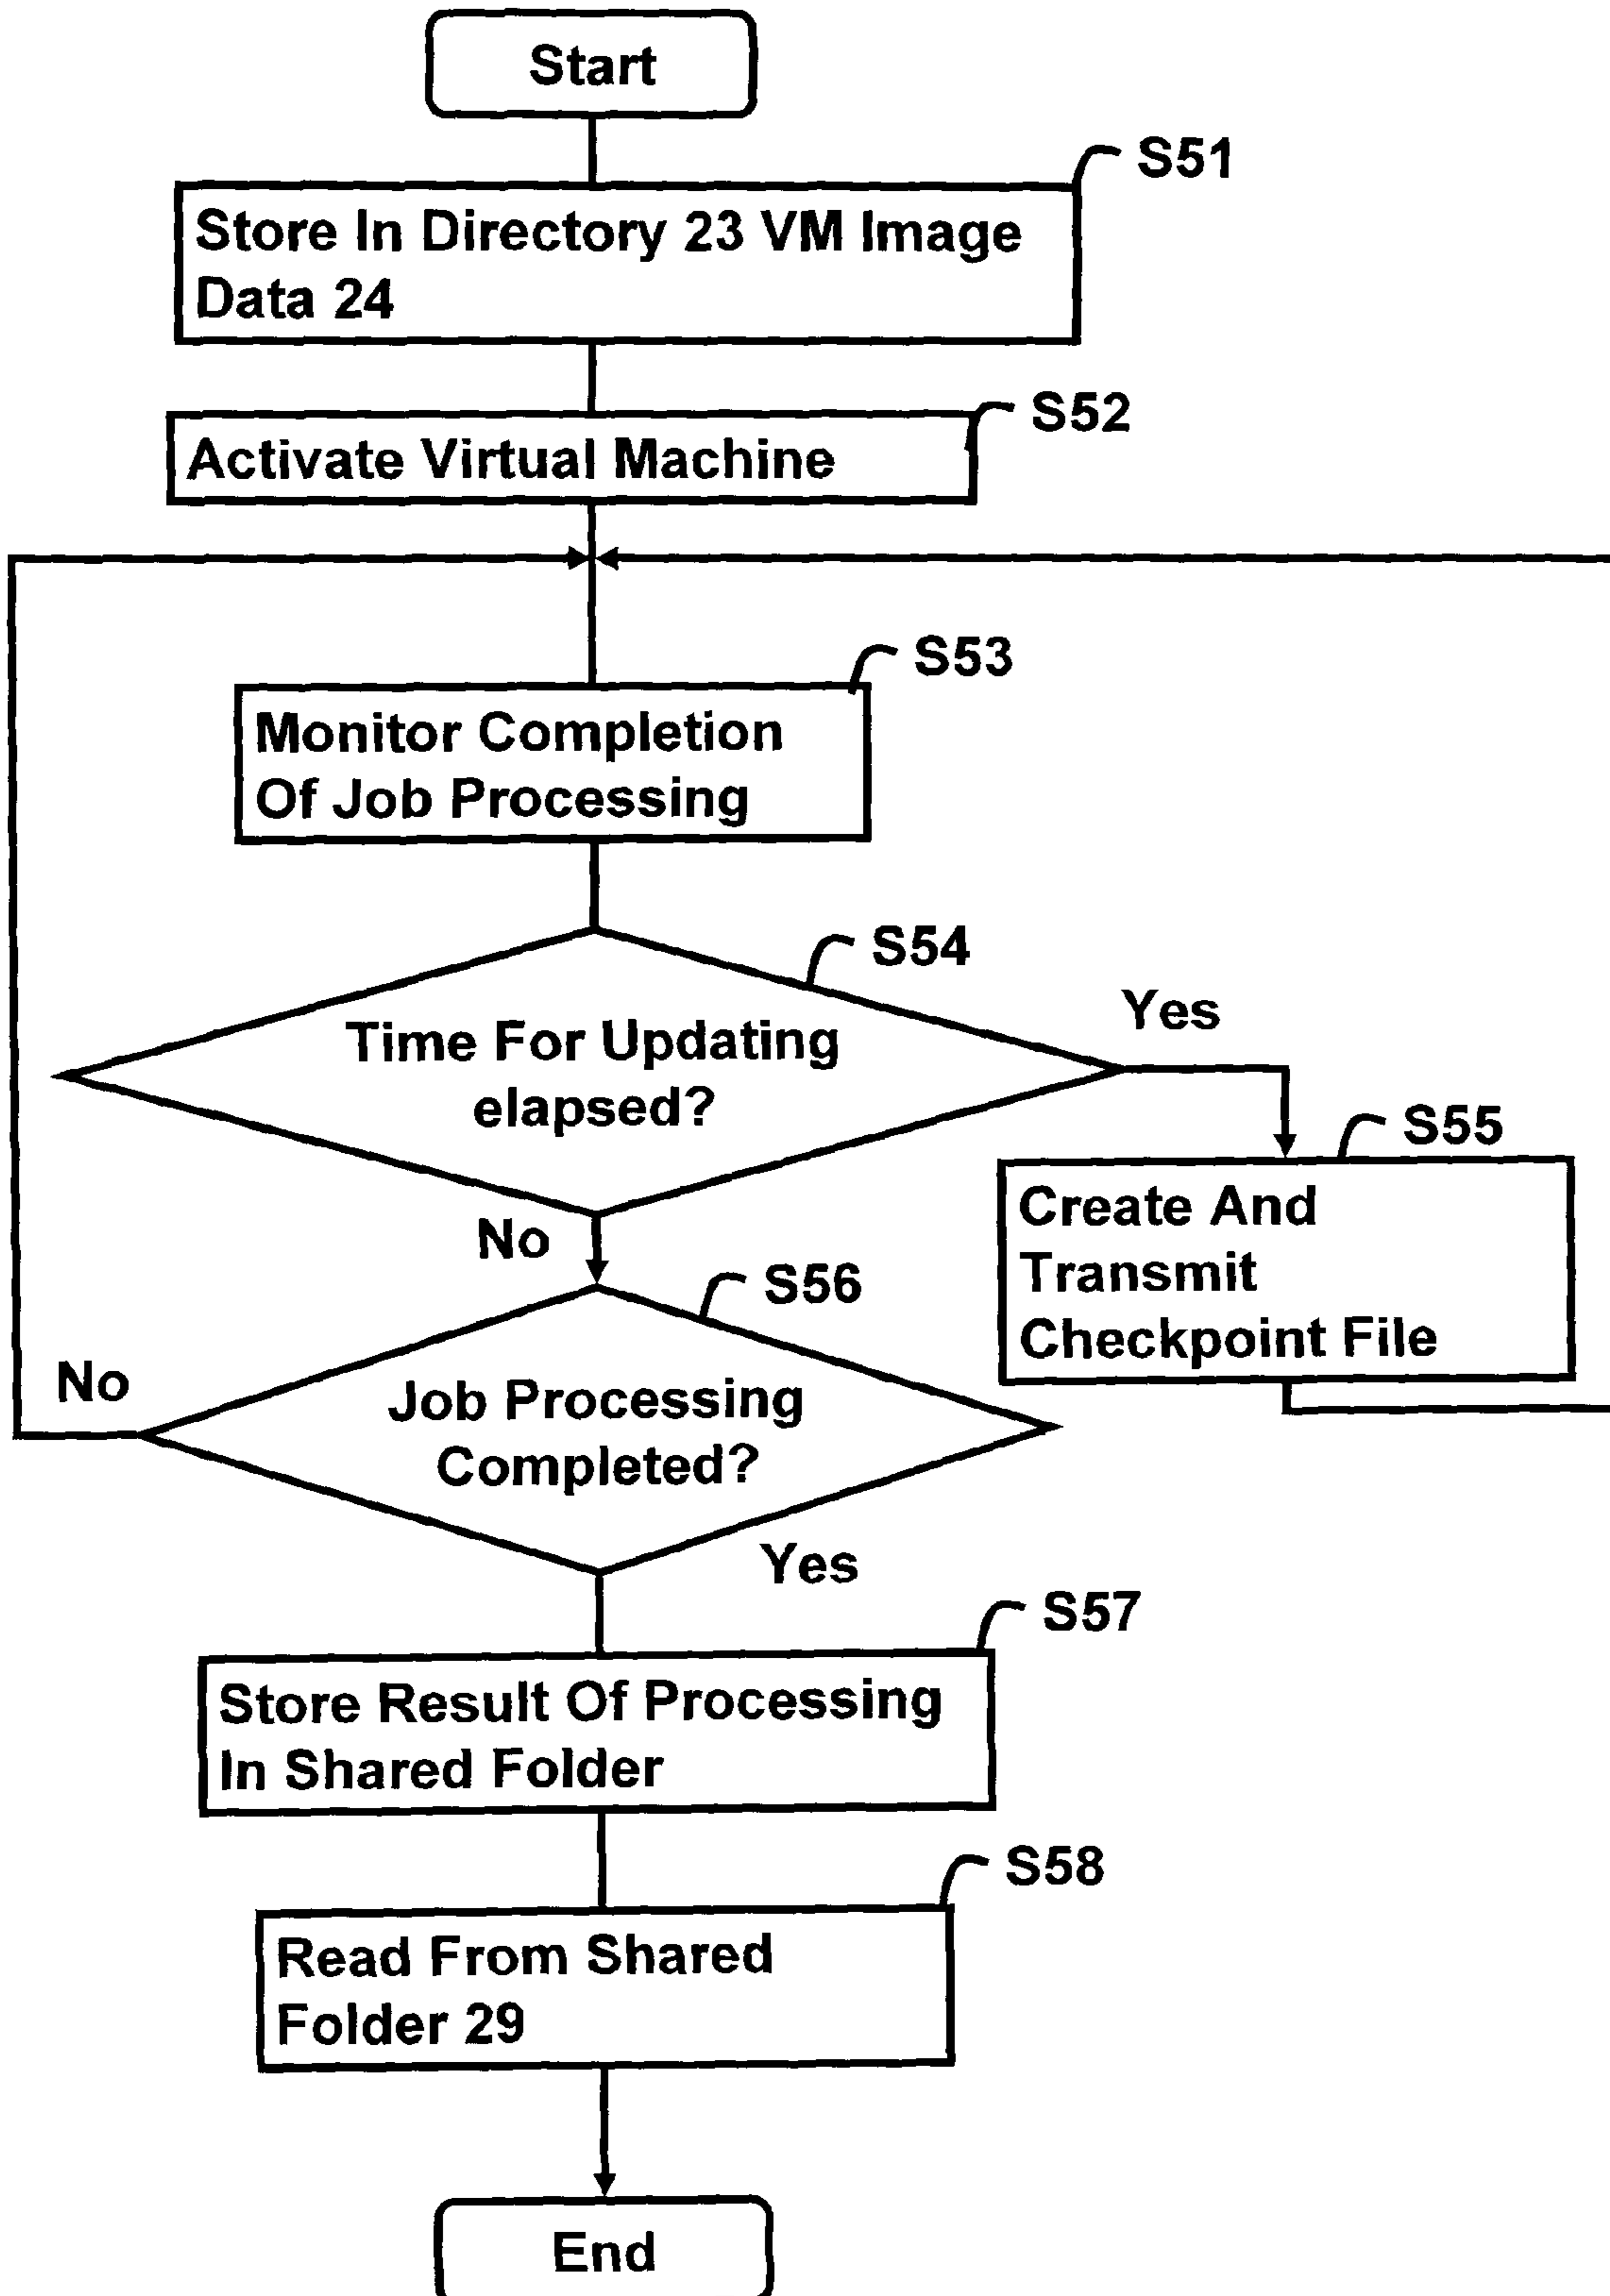 Start
S51
Store In Directory 23 VM Image
Data 24
S52
Activate Virtual Machine
S53
Monitor Completion
Of Job Processing
S54
Time For Updating
elapsed?
Yes
No
S55
Create And
Transmit
Checkpoint File
S56
Job Processing
Completed?
No
Yes
S57
Store Result Of Processing
In Shared Folder
S58
Read From Shared
Folder 29
End